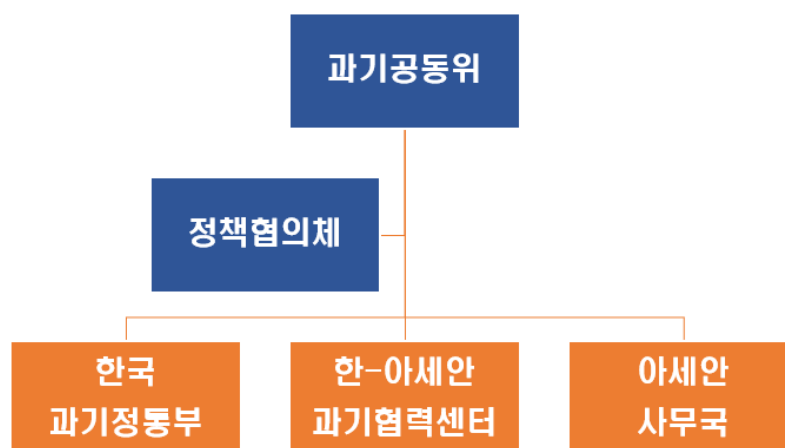 과기공동위
정책협의체
한국
과기정통부
한-아세안
과기협력센터
아세안
사무국